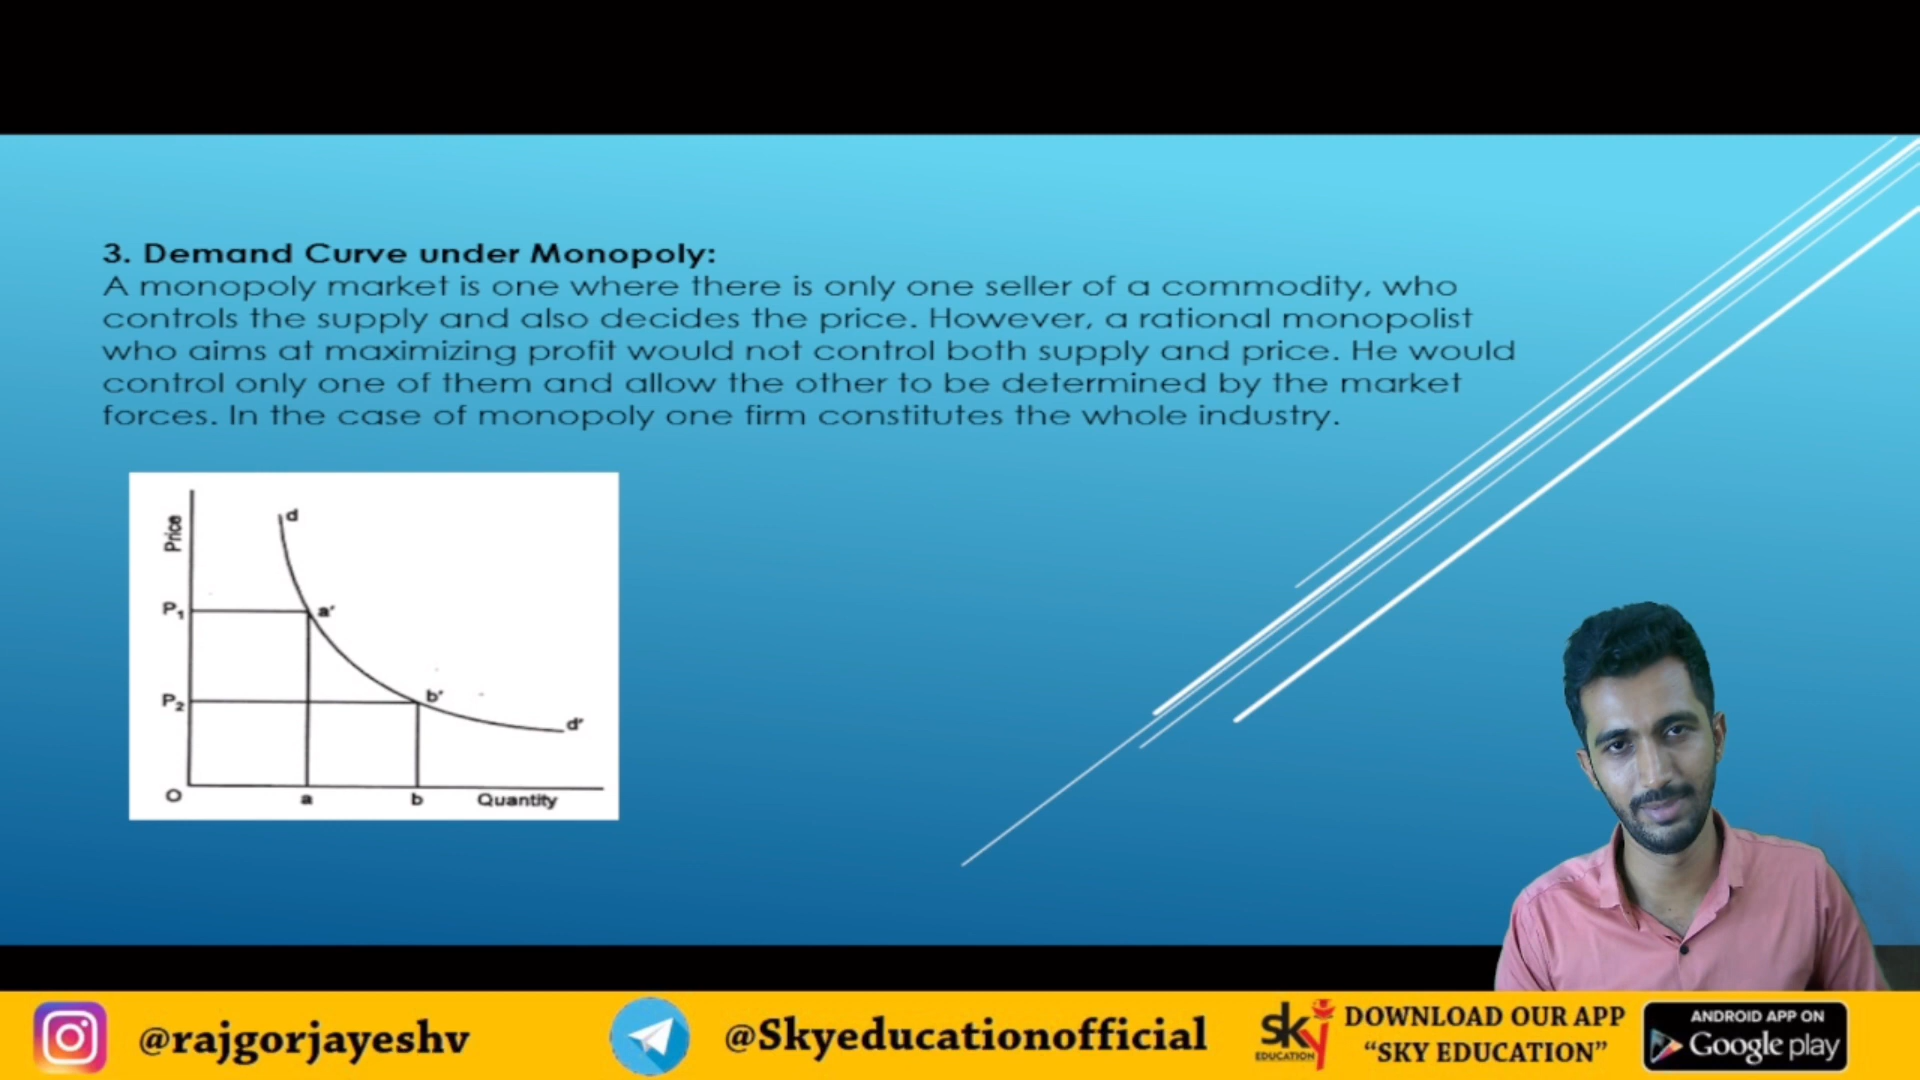 3. Demand Curve under Monopoly:
A monopoly market is one where there is only one seller of a commodity, who
controls the supply and also decides the price. However, a rational monopolist
who aims at maximizing profit would not control both supply and price. He would
control only one of them and allow the other to be determined by the market
forces. In the case of monopoly one firm constitutes the whole industry.
Price
d
P₁
a'
P₂
b'
d'
O
a
b
Quantity
@rajgorjayeshv
@Skyeducationofficial
sky
EDUCATION
DOWNLOAD OUR APP
“SKY EDUCATION”
ANDROID APP ON
Google play